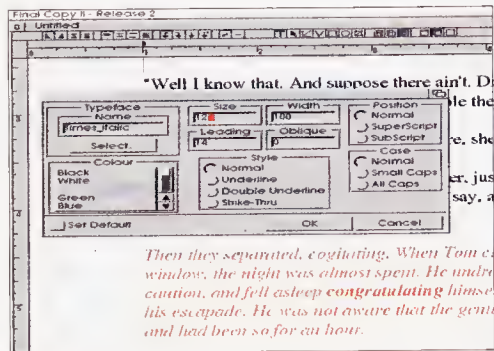 Final Copy II - Release 2
Untitled
"Well I know that. And suppose there ain't. D
ple the
re, she
er, jus
say, a
Typeface
Name
Times_Italic
Select
Colour
Black
White
Green
Blue
Size
12
Width
100
Leading
14
Oblique
0
Style
Normal
Underline
Double Underline
Strike-Thru
Position
Normal
SuperScript
SubScript
Case
Normal
Small Caps
All Caps
Set Default
OK
Cancel
Then they separated, cogitating. When Tom c
window, the night was almost spent. He undre
caution, and fell asleep congratulating himse
his escapade. He was not aware that the gent
and had been so for an hour.